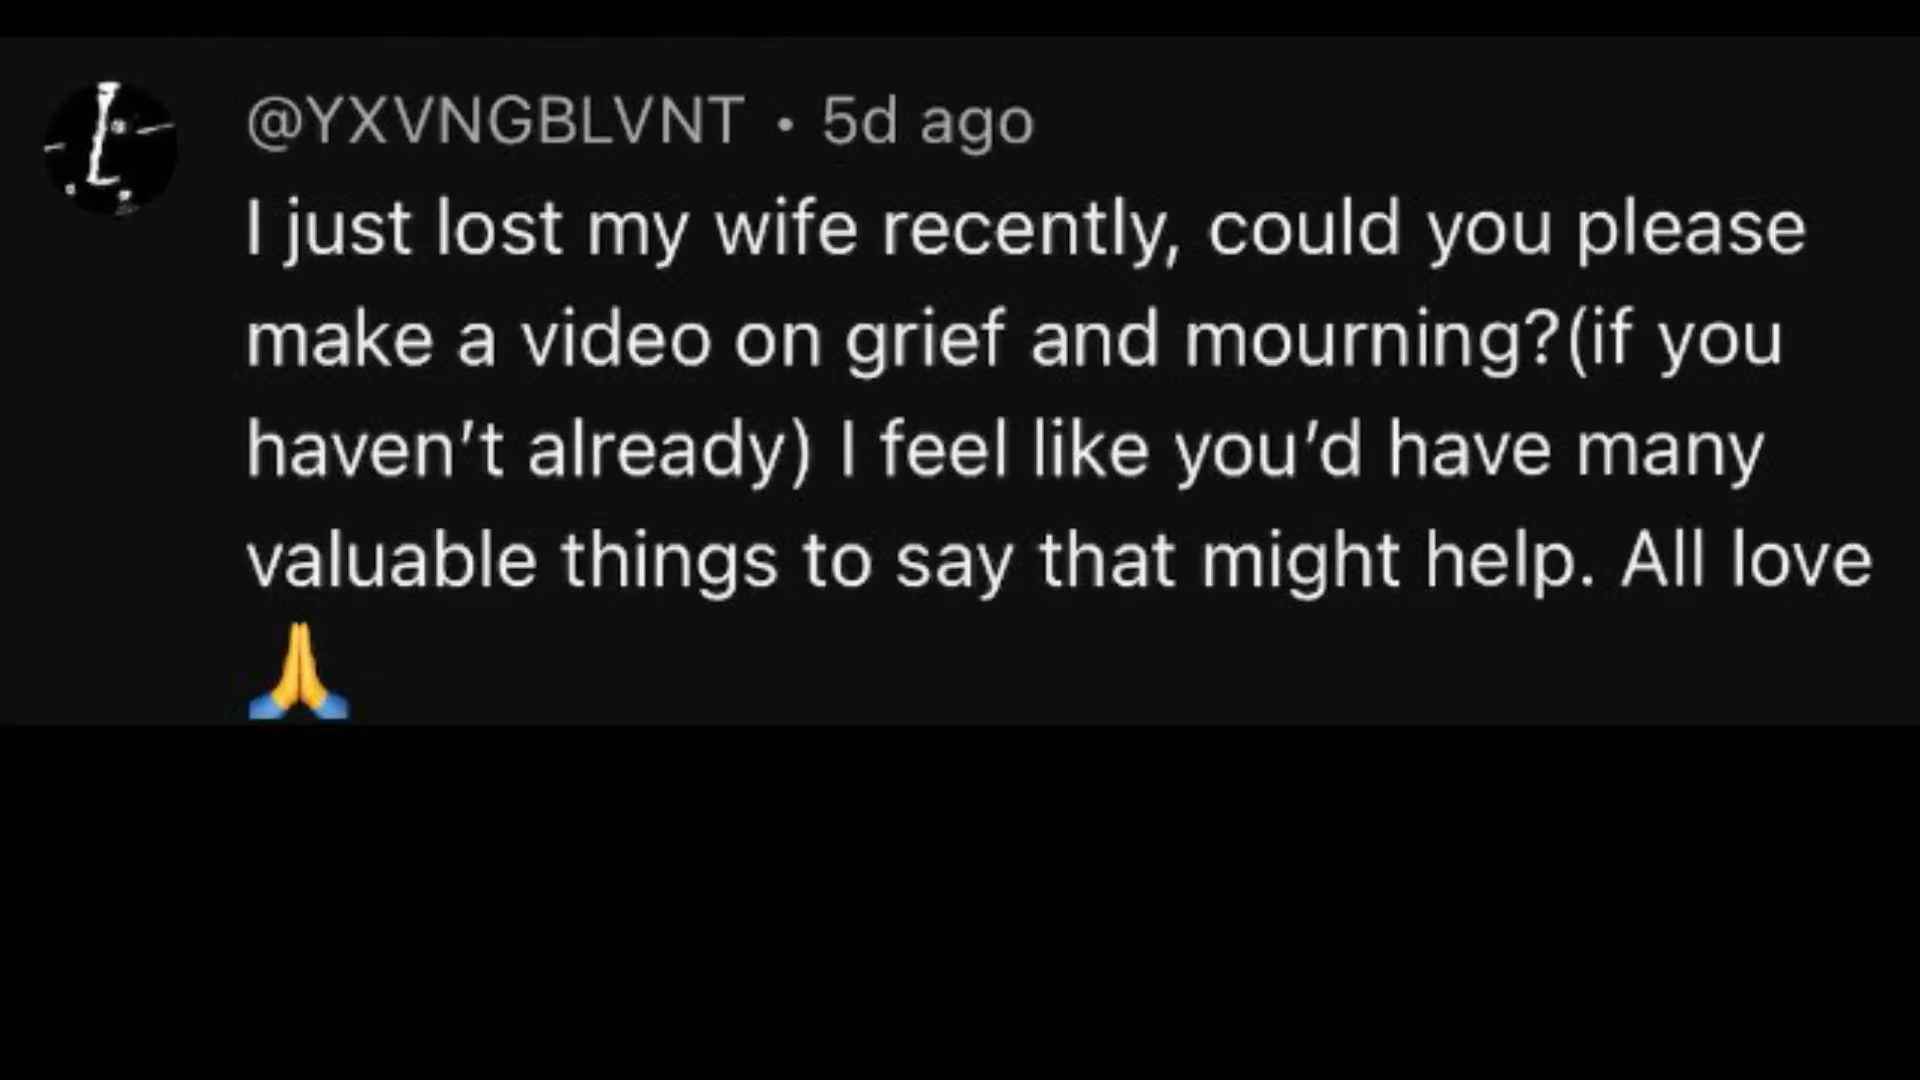 @YXVNGBLVNT • 5d ago
I just lost my wife recently, could you please
make a video on grief and mourning?(if you
haven’t already) I feel like you’d have many
valuable things to say that might help. All love
🙏